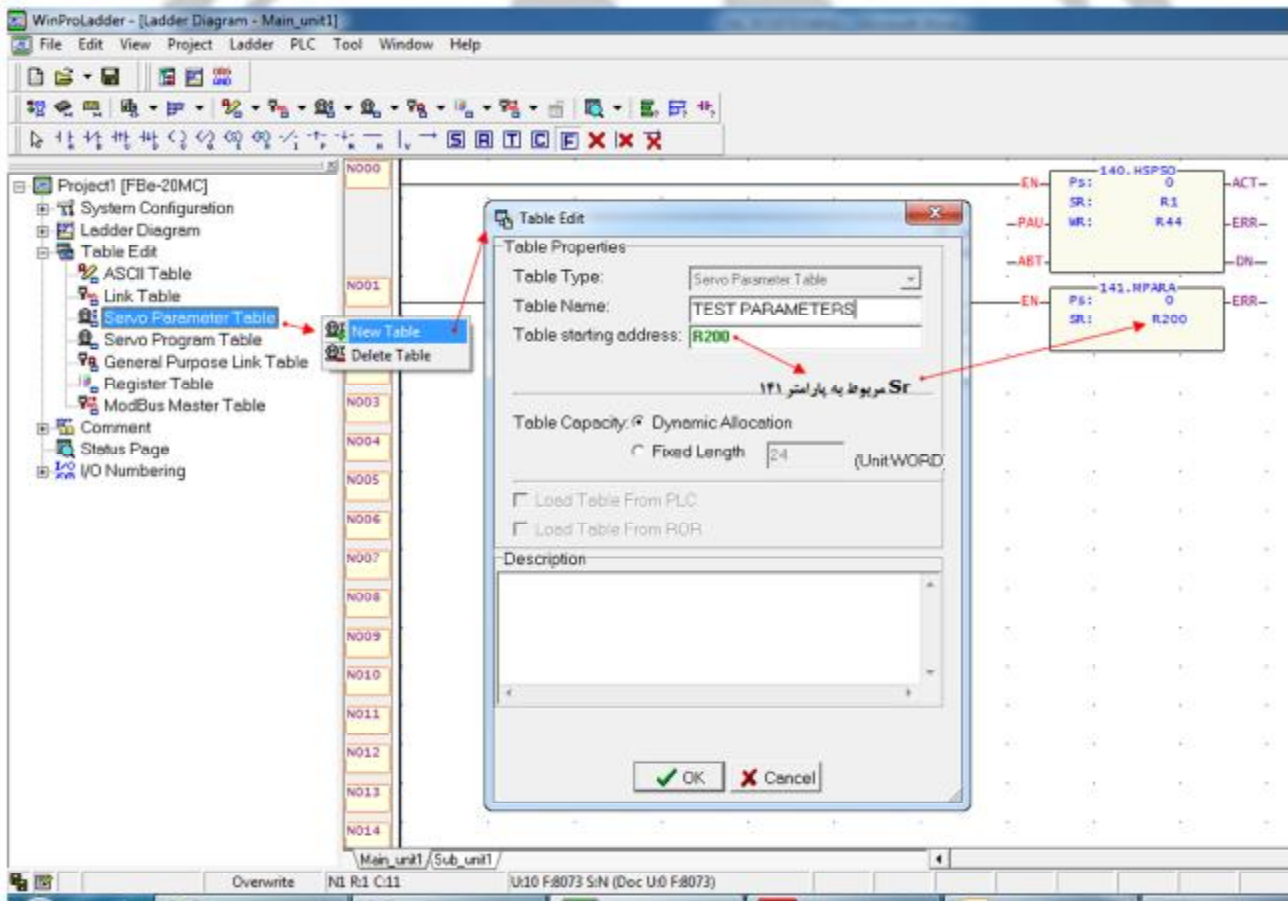 WinProLadder - [Ladder Diagram - Main_unit1]
File Edit View Project Ladder PLC Tool Window Help
S R T C F
Project1 [FBe-20MC]
System Configuration
Ladder Diagram
Table Edit
ASCII Table
Link Table
Servo Parameter Table
Servo Program Table
General Purpose Link Table
Register Table
ModBus Master Table
Comment
Status Page
I/O Numbering
New Table
Delete Table
N000
N001
N003
N004
N005
N006
N007
N008
N009
N010
N011
N012
N013
N014
140.HSPSO
EN Ps: 0 ACT
SR: R1
PAU WR: R44 ERR
ABT DN
141.MPARA
EN Ps: 0 ERR
SR: R200
Table Edit
Table Properties
Table Type: Servo Parameter Table
Table Name: TEST PARAMETERS
Table starting address: R200
Sr مربوط به پارامتر ۱۴۱
Table Capacity: Dynamic Allocation
Fixed Length 24 (Unit:WORD
Load Table From PLC
Load Table From ROR
Description
OK Cancel
Main_unit1 Sub_unit1
Overwrite N1 R:1 C:11 U:10 F:8073 S:N (Doc U:0 F:8073)